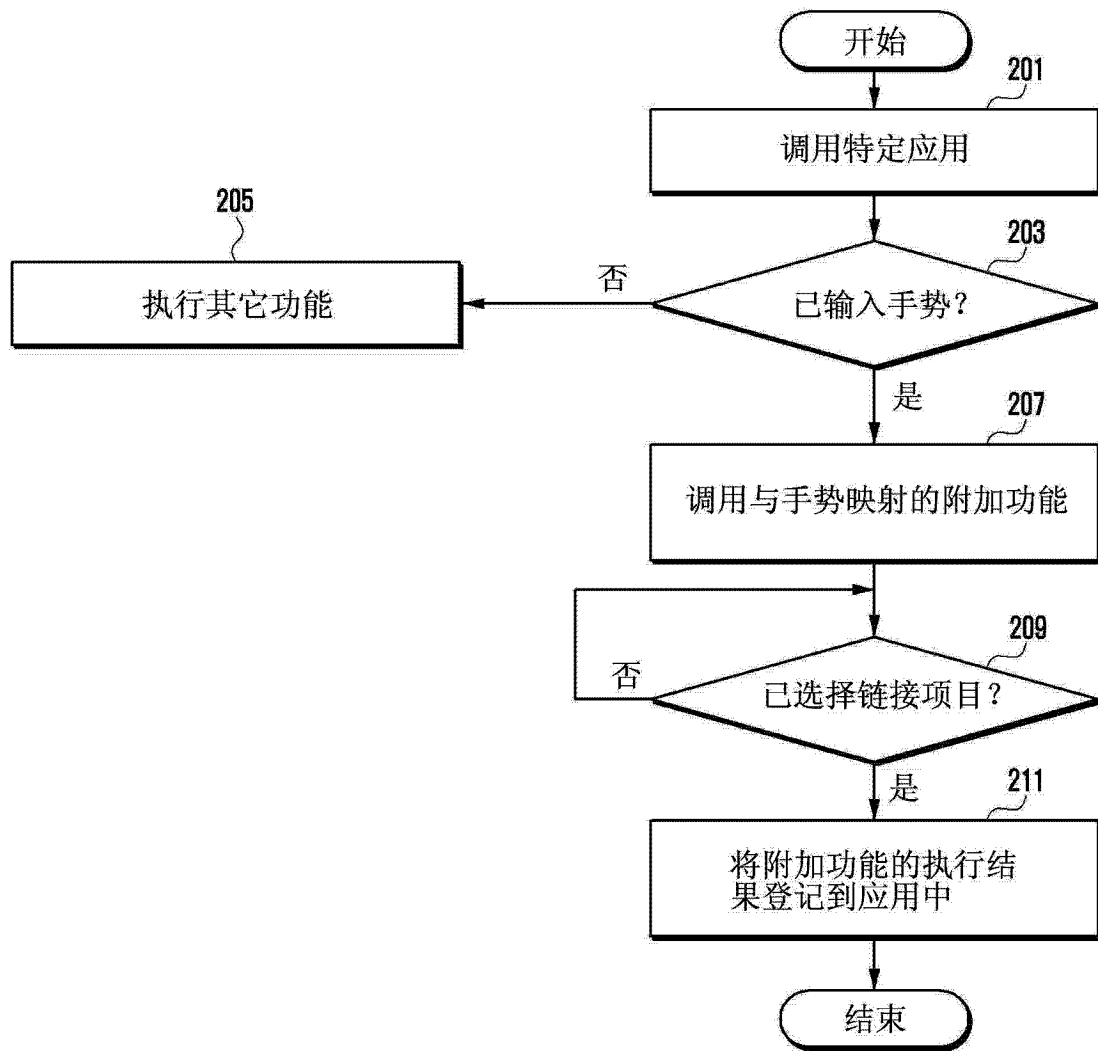 开始
201
调用特定应用
205
203
执行其它功能
否
已输入手势？
是
207
调用与手势映射的附加功能
209
否
已选择链接项目？
是
211
将附加功能的执行结
果登记到应用中
结束